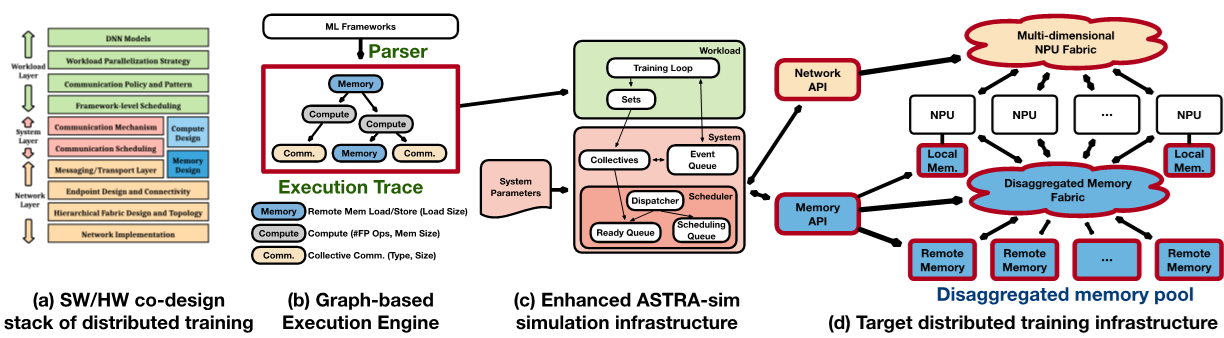 DNN Models
Workload Parallelization Strategy
Communication Policy and Pattern
Framework-level Scheduling
Communication Mechanism
Communication Scheduling
Messaging/Transport Layer
Compute
Design
Memory
Design
Endpoint Design and Connectivity
Hierarchical Fabric Design and Topology
Network Implementation
Workload
Layer
System
Layer
Network
Layer
(a) SW/HW co-design
stack of distributed training
ML Frameworks
Parser
Memory
Compute
Compute
Comm.
Memory
Comm.
Execution Trace
Memory
Remote Mem Load/Store (Load Size)
Compute
Compute (#FP Ops, Mem Size)
Comm.
Collective Comm. (Type, Size)
(b) Graph-based
Execution Engine
Workload
Training Loop
Sets
System
Collectives
Event
Queue
System
Parameters
Scheduler
Dispatcher
Ready Queue
Scheduling
Queue
(c) Enhanced ASTRA-sim
simulation infrastructure
Network
API
Memory
API
Multi-dimensional
NPU Fabric
NPU
NPU
...
NPU
Local
Mem.
Local
Mem.
Disaggregated Memory
Fabric
Remote
Memory
Remote
Memory
...
Remote
Memory
Disaggregated memory pool
(d) Target distributed training infrastructure